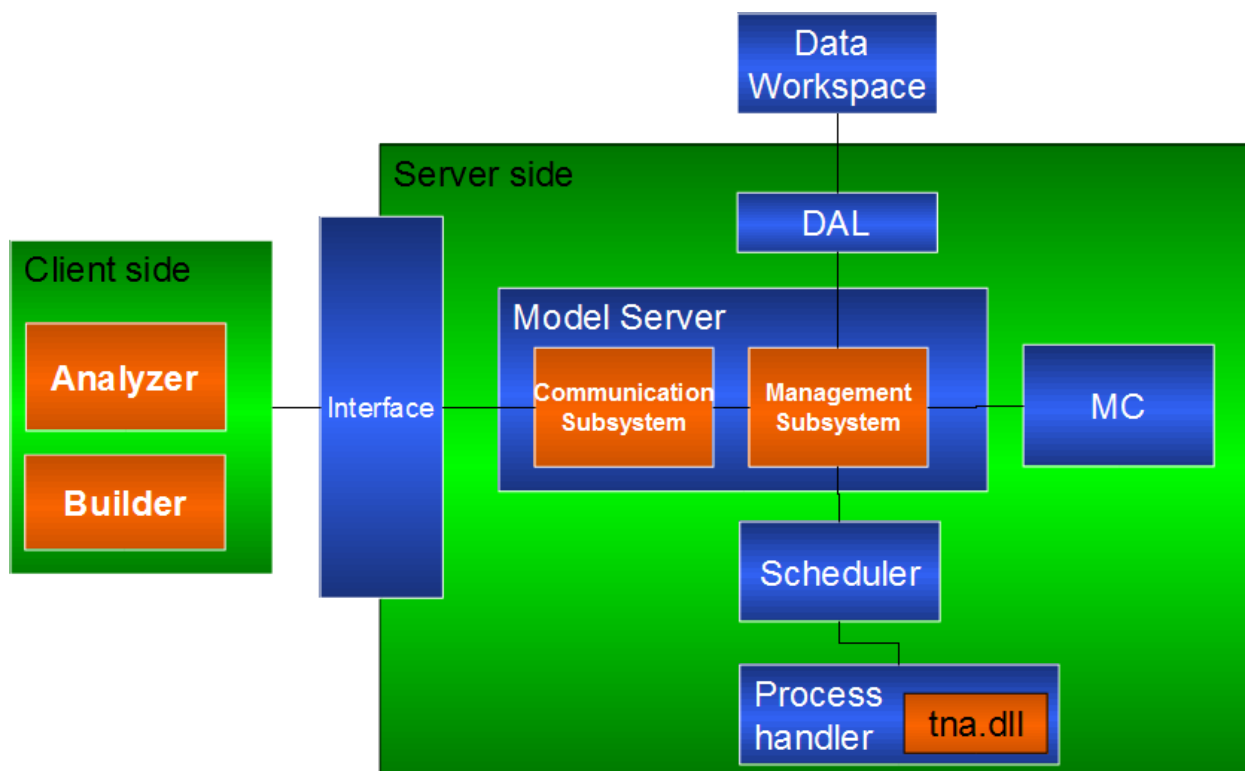 Data
Workspace
Server side
DAL
Client side
Model Server
Analyzer
Interface
Communication
Subsystem
Management
Subsystem
MC
Builder
Scheduler
Process
handler
tna.dll